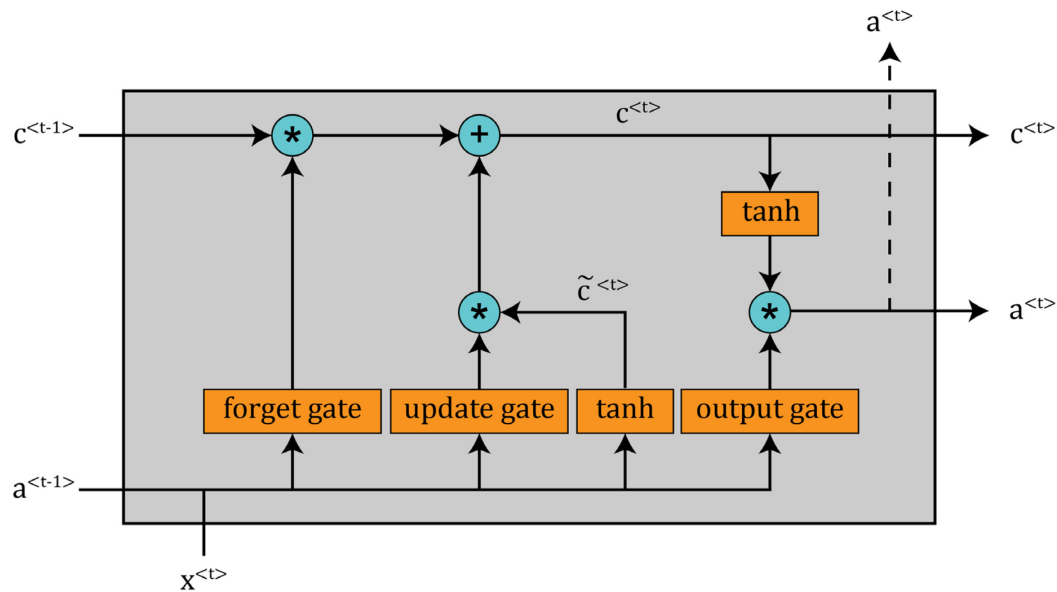 a<t>
c<t-1>
*
+
c<t>
c<t>
tanh
c̃<t>
*
*
a<t>
forget gate
update gate
tanh
output gate
a<t-1>
x<t>